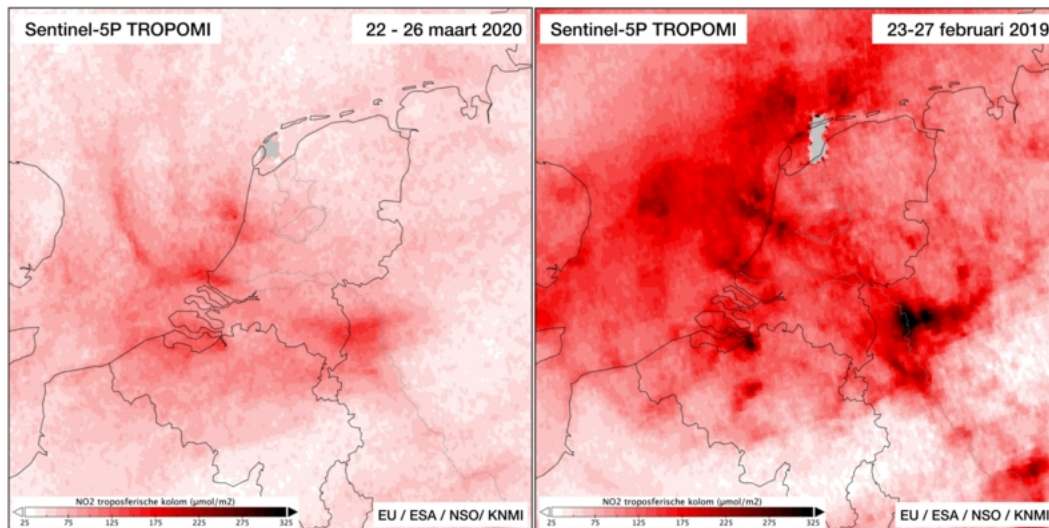 Sentinel-5P TROPOMI
22 - 26 maart 2020
NO2 troposferische kolom (µmol/m2)
25 75 125 175 225 275 325
EU / ESA / NSO/ KNMI
Sentinel-5P TROPOMI
23-27 februari 2019
NO2 troposferische kolom (µmol/m2)
25 75 125 175 225 275 325
EU / ESA / NSO / KNMI